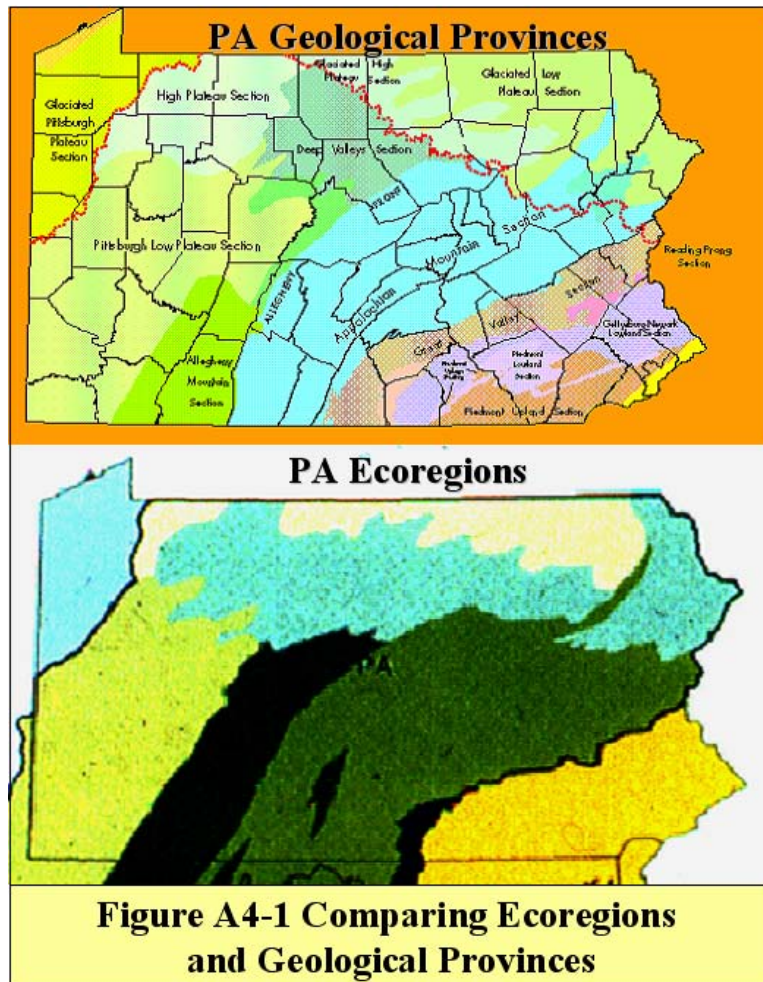 PA Geological Provinces
Glaciated High
Plateau Section
Glaciated Low
Plateau Section
High Plateau Section
Glaciated
Pittsburgh
Plateau
Section
Deep Valleys Section
FRONT
Pittsburgh Low Plateau Section
ALLEGHENY
Appalachian Mountain Section
Reading Prong
Section
Great Valley Section
Gettysburg Newark
Lowland Section
Allegheny
Mountain
Section
Piedmont
Lowland
Section
Piedmont Upland Section
PA Ecoregions
PA
Figure A4-1 Comparing Ecoregions
and Geological Provinces